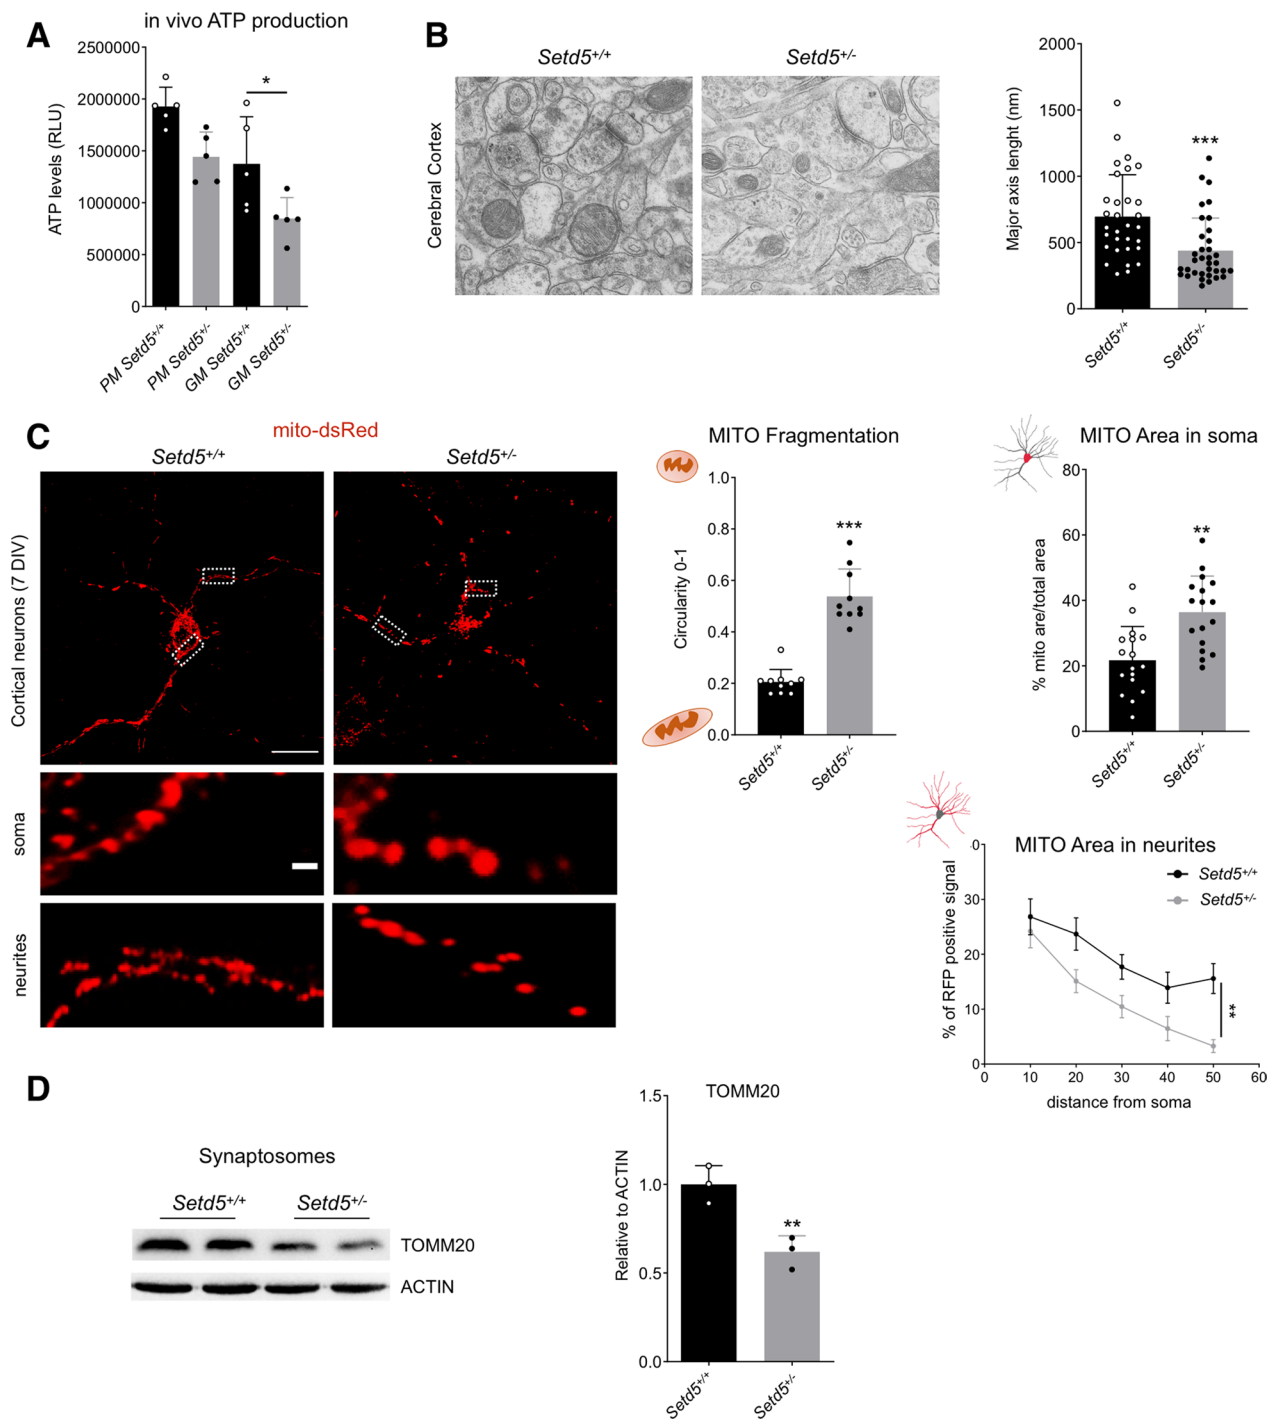 A
in vivo ATP production
ATP levels (RLU)
2500000
2000000
1500000
1000000
500000
0
*
PM Setd5+/+
PM Setd5+/-
GM Setd5+/+
GM Setd5+/-
B
Setd5+/+
Setd5+/-
Cerebral Cortex
Major axis lenght (nm)
2000
1500
1000
500
0
***
Setd5+/+
Setd5+/-
C
mito-dsRed
Setd5+/+
Setd5+/-
Cortical neurons (7 DIV)
soma
neurites
MITO Fragmentation
Circularity 0-1
1.0
0.8
0.6
0.4
0.2
0.0
***
Setd5+/+
Setd5+/-
MITO Area in soma
% mito are/total area
80
60
40
20
0
**
Setd5+/+
Setd5+/-
MITO Area in neurites
Setd5+/+
Setd5+/-
% of RFP positive signal
0
30
20
10
0
**
0 10 20 30 40 50 60
distance from soma
D
Synaptosomes
Setd5+/+ Setd5+/-
TOMM20
ACTIN
TOMM20
Relative to ACTIN
1.5
1.0
0.5
0.0
**
Setd5+/+
Setd5+/-